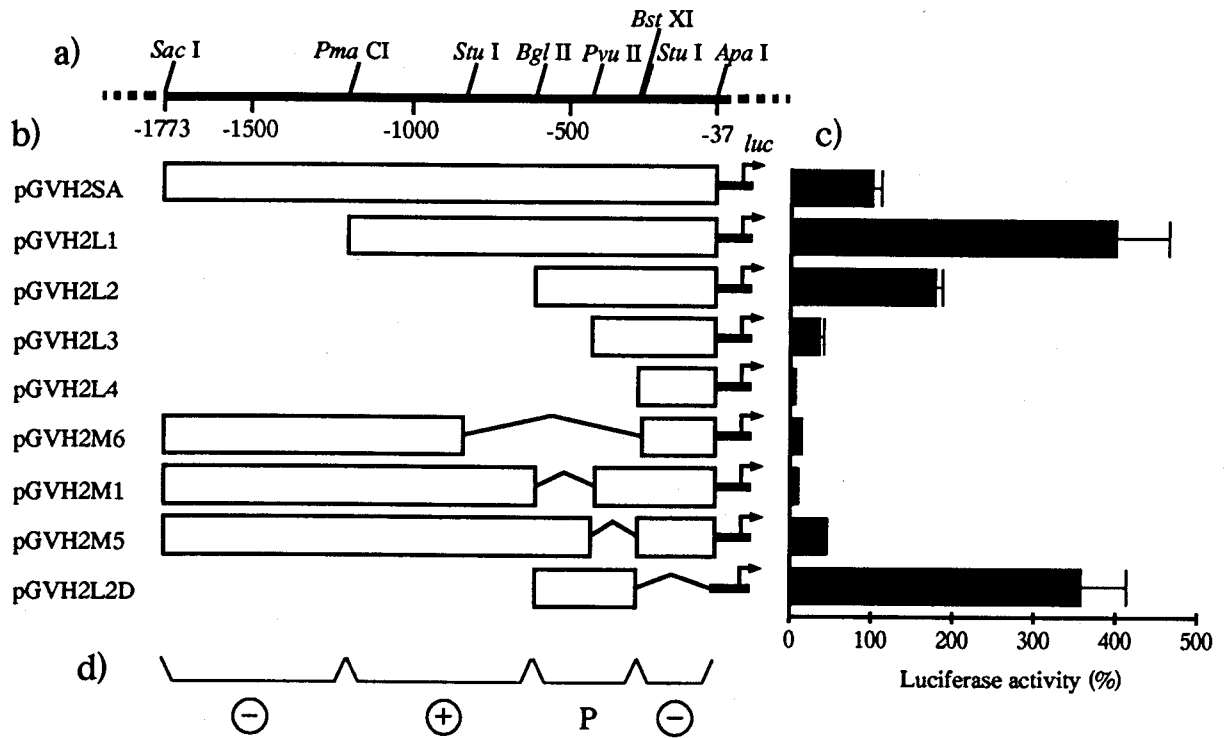 Bst XI
a) Sac I Pma CI Stu I Bgl II Pvu II Stu I Apa I
-1773 -1500 -1000 -500 -37
b) luc c)
pGVH2SA
pGVH2L1
pGVH2L2
pGVH2L3
pGVH2L4
pGVH2M6
pGVH2M1
pGVH2M5
pGVH2L2D
0 100 200 300 400 500
Luciferase activity (%)
d)
− + P −